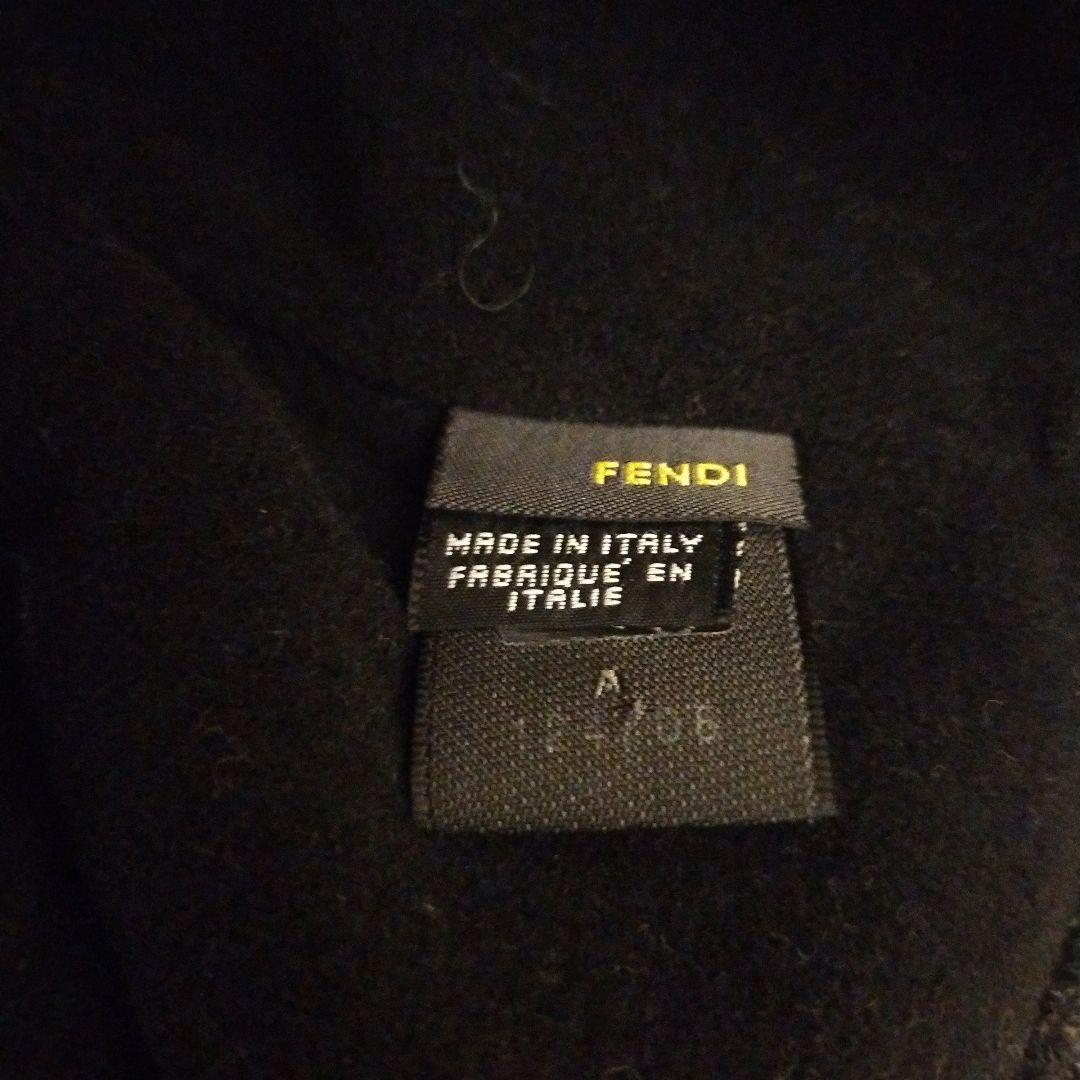 FENDI
MADE IN ITALY
FABRIQUE' EN
ITALIE
A